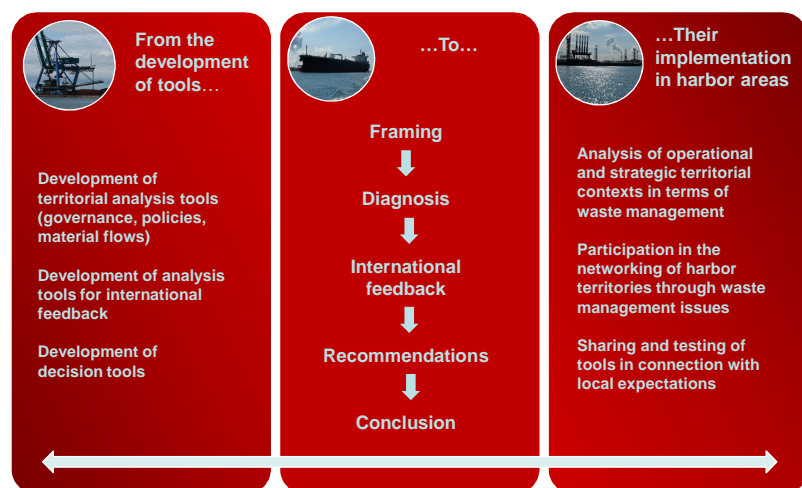 From the
development
of tools…
Development of
territorial analysis tools
(governance, policies,
material flows)
Development of analysis
tools for international
feedback
Development of
decision tools
…To…
Framing
Diagnosis
International
feedback
Recommendations
Conclusion
…Their
implementation
in harbor areas
Analysis of operational
and strategic territorial
contexts in terms of
waste management
Participation in the
networking of harbor
territories through waste
management issues
Sharing and testing of
tools in connection with
local expectations